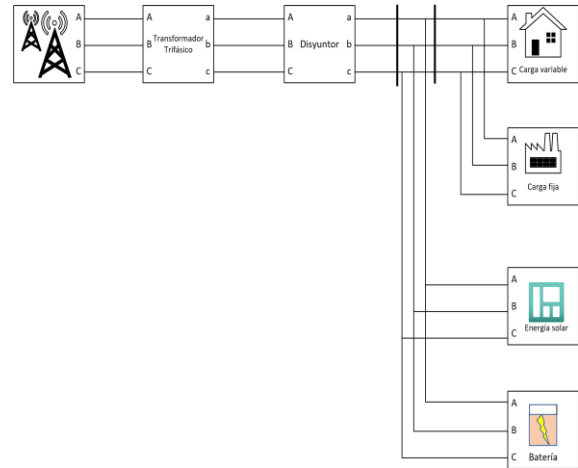 A
B
C
A
B
C
Transformador
Trifásico
a
b
c
A
B
C
Disyuntor
a
b
c
A
B
C
Carga variable
A
B
C
Carga fija
A
B
C
Energía solar
A
B
C
Batería